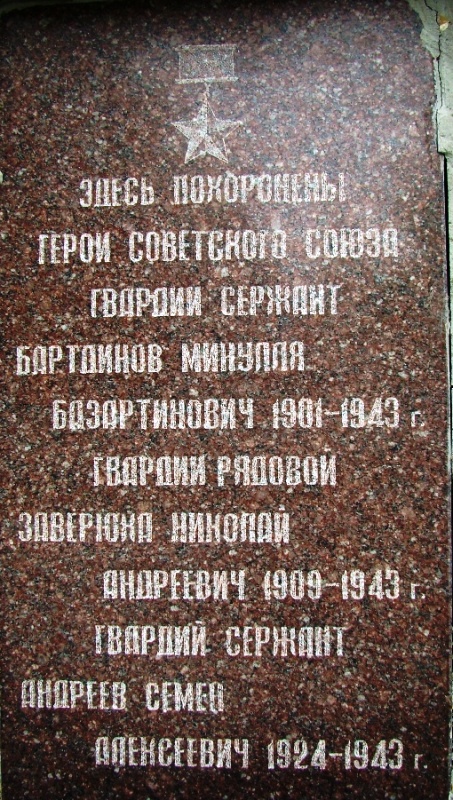 ЗДЕСЬ ПОХОРОНЕНЫ
ГЕРОИ СОВЕТСКОГО СОЮЗА
ГВАРДИИ СЕРЖАНТ
БАРТДИНОВ МИНУЛЛЯ
БАЗАРТИНОВИЧ 1901-1943 г.
ГВАРДИИ РЯДОВОЙ
ЗАВЕРЮХА НИКОЛАЙ
АНДРЕЕВИЧ 1909-1943 г.
ГВАРДИЙ СЕРЖАНТ
АНДРЕЕВ СЕМЕН
АЛЕКСЕЕВИЧ 1924-1943 г.